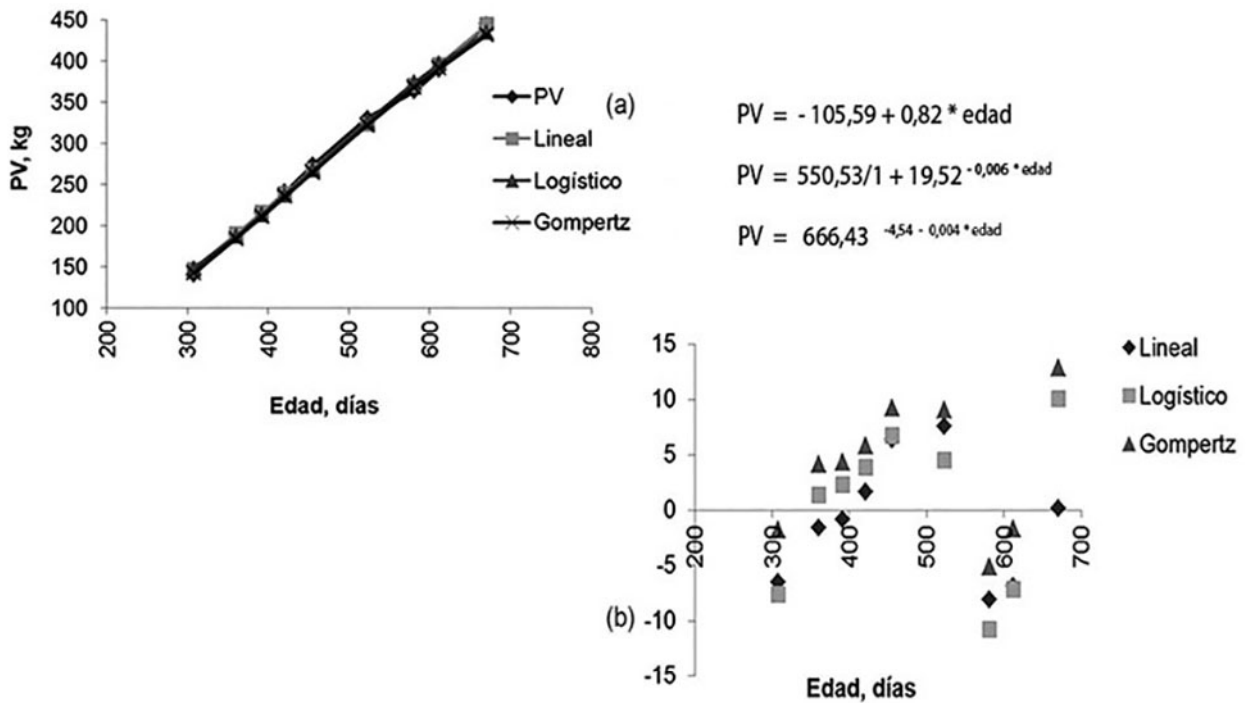 450
400
350
300
250
200
150
100
PV, kg
200
300
400
500
600
700
800
Edad, días
PV
Lineal
Logístico
Gompertz
(a)
PV = - 105,59 + 0,82 * edad
PV = 550,53/1 + 19,52 -0,006 * edad
PV = 666,43 -4,54 - 0,004 * edad
15
10
5
0
-5
-10
-15
200
300
400
500
600
700
Lineal
Logístico
Gompertz
(b)
Edad, días